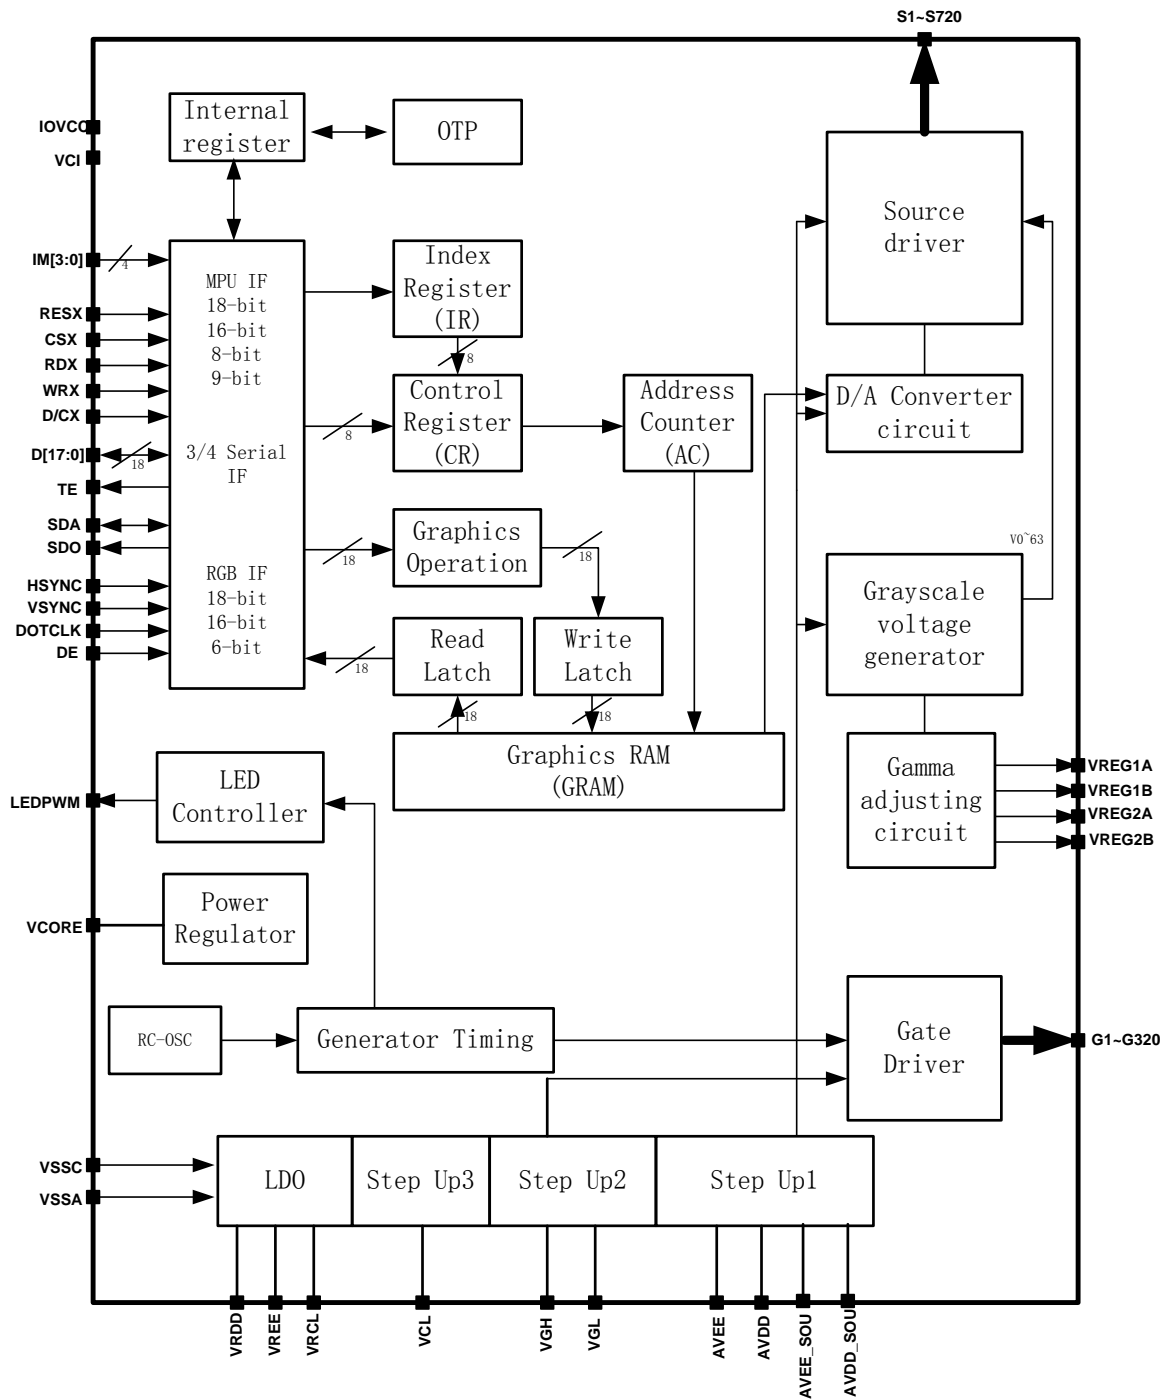 S1~S720
IOVCC
VCI
Internal
register
OTP
Source
driver
IM[3:0]
4
RESX
CSX
RDX
WRX
D/CX
D[17:0]
18
TE
SDA
SDO
HSYNC
VSYNC
DOTCLK
DE
MPU IF
18-bit
16-bit
8-bit
9-bit
3/4 Serial
IF
RGB IF
18-bit
16-bit
6-bit
Index
Register
(IR)
8
8
Control
Register
(CR)
Address
Counter
(AC)
D/A Converter
circuit
18
Graphics
Operation
18
V0~63
Grayscale
voltage
generator
18
Read
Latch
Write
Latch
18
18
Graphics RAM
(GRAM)
Gamma
adjusting
circuit
VREG1A
VREG1B
VREG2A
VREG2B
LEDPWM
LED
Controller
VCORE
Power
Regulator
RC-OSC
Generator Timing
Gate
Driver
G1~G320
VSSC
VSSA
LDO
Step Up3
Step Up2
Step Up1
VRDD
VREE
VRCL
VCL
VGH
VGL
AVEE
AVDD
AVEE_SOU
AVDD_SOU